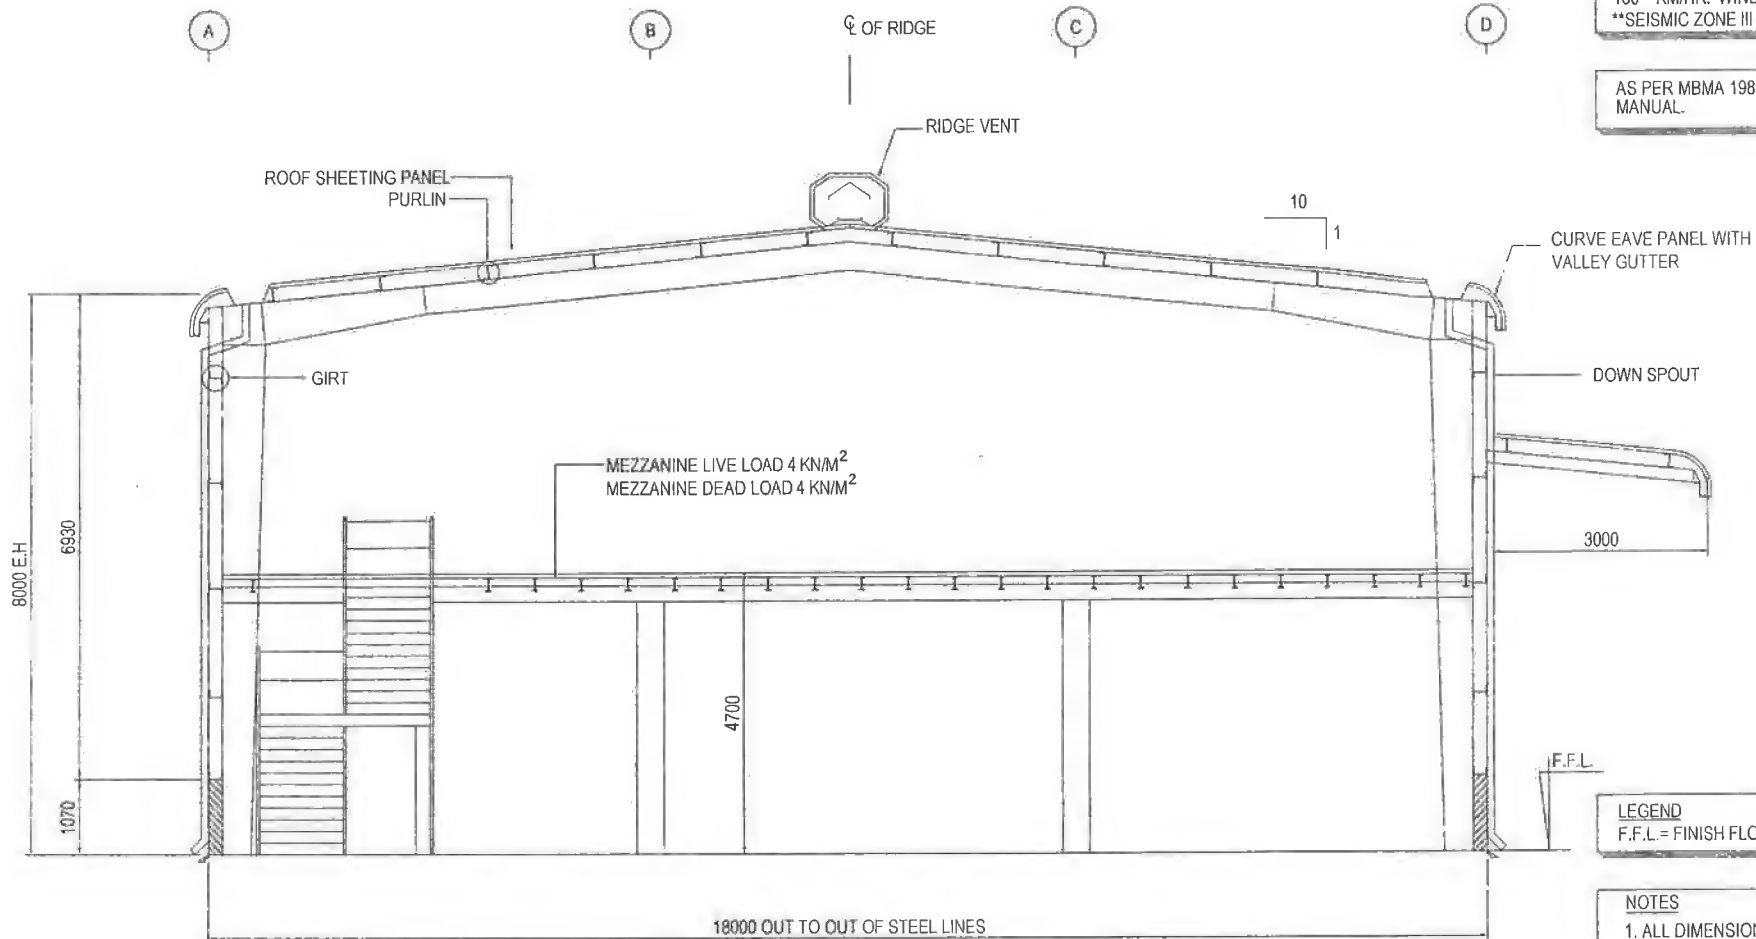 A
B
℄ OF RIDGE
C
D
**SEISMIC ZONE III
AS PER MBMA 198
MANUAL.
RIDGE VENT
ROOF SHEETING PANEL
PURLIN
10
1
CURVE EAVE PANEL WITH
VALLEY GUTTER
GIRT
DOWN SPOUT
MEZZANINE LIVE LOAD 4 KN/M²
MEZZANINE DEAD LOAD 4 KN/M²
8000 E.H
6930
3000
4700
1070
F.F.L
LEGEND
F.F.L.= FINISH FLO
NOTES
1. ALL DIMENSION
18000 OUT TO OUT OF STEEL LINES